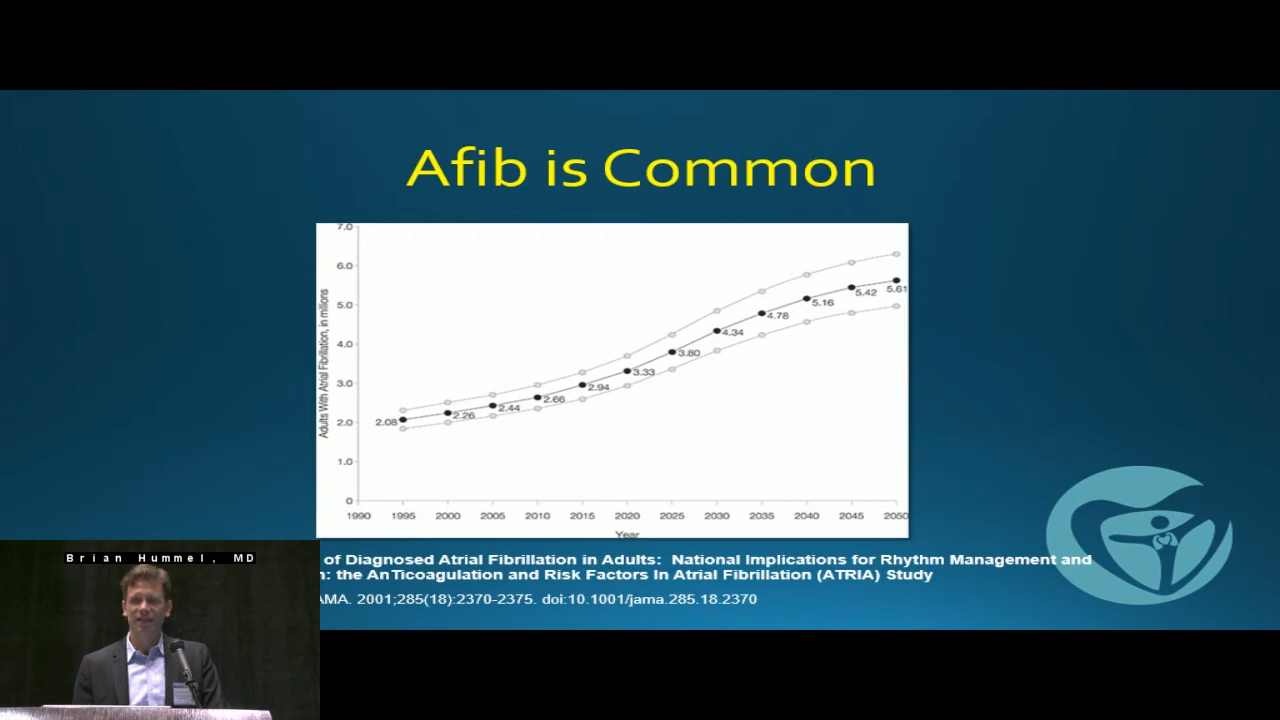 Afib is Common
7.0
6.0
5.0
4.0
3.0
2.0
1.0
0
Adults With Atrial Fibrillation, in millions
2.08
2.26
2.44
2.66
2.94
3.33
3.80
4.34
4.78
5.16
5.42
5.61
1990 1995 2000 2005 2010 2015 2020 2025 2030 2035 2040 2045 2050
Year
Brian Hummel, MD
of Diagnosed Atrial Fibrillation in Adults: National Implications for Rhythm Management and
: the AnTicoagulation and Risk Factors In Atrial Fibrillation (ATRIA) Study
AMA. 2001;285(18):2370-2375. doi:10.1001/jama.285.18.2370